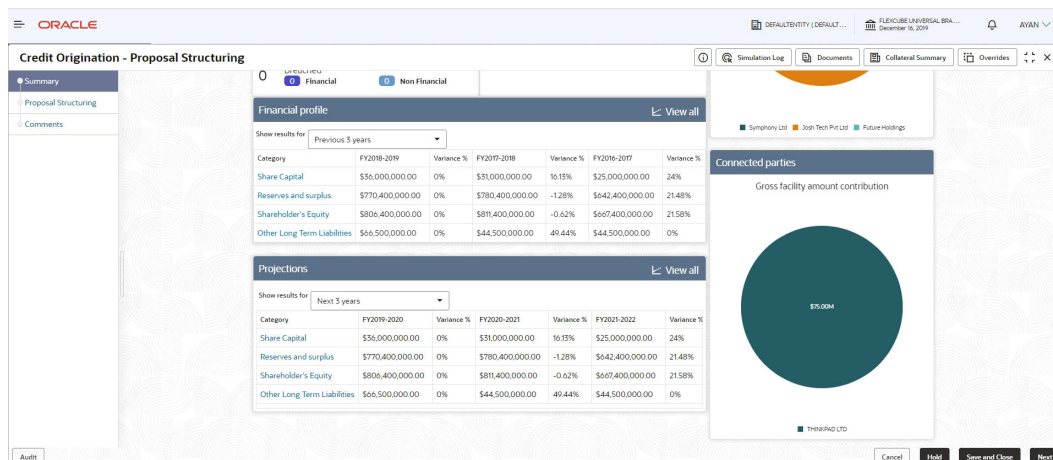 ORACLE
DEFAULTENTITY ( DEFAULT...
FLEXCUBE UNIVERSAL BRA...
December 16, 2019
AYAN
Credit Origination - Proposal Structuring
Simulation Log
Documents
Collateral Summary
Overrides
Summary
Proposal Structuring
Comments
0
0 Financial
0 Non Financial
Financial profile
View all
Show results for Previous 3 years
Category FY2018-2019 Variance % FY2017-2018 Variance % FY2016-2017 Variance %
Share Capital $36,000,000.00 0% $31,000,000.00 16.13% $25,000,000.00 24%
Reserves and surplus $770,400,000.00 0% $780,400,000.00 -1.28% $642,400,000.00 21.48%
Shareholder's Equity $806,400,000.00 0% $811,400,000.00 -0.62% $667,400,000.00 21.58%
Other Long Term Liabilities $66,500,000.00 0% $44,500,000.00 49.44% $44,500,000.00 0%
Projections
View all
Show results for Next 3 years
Category FY2019-2020 Variance % FY2020-2021 Variance % FY2021-2022 Variance %
Share Capital $36,000,000.00 0% $31,000,000.00 16.13% $25,000,000.00 24%
Reserves and surplus $770,400,000.00 0% $780,400,000.00 -1.28% $642,400,000.00 21.48%
Shareholder's Equity $806,400,000.00 0% $811,400,000.00 -0.62% $667,400,000.00 21.58%
Other Long Term Liabilities $66,500,000.00 0% $44,500,000.00 49.44% $44,500,000.00 0%
Symphony Ltd Josh Tech Pvt Ltd Future Holdings
Connected parties
Gross facility amount contribution
$75.00M
THINKPAD LTD
Audit
Cancel
Hold
Save and Close
Next